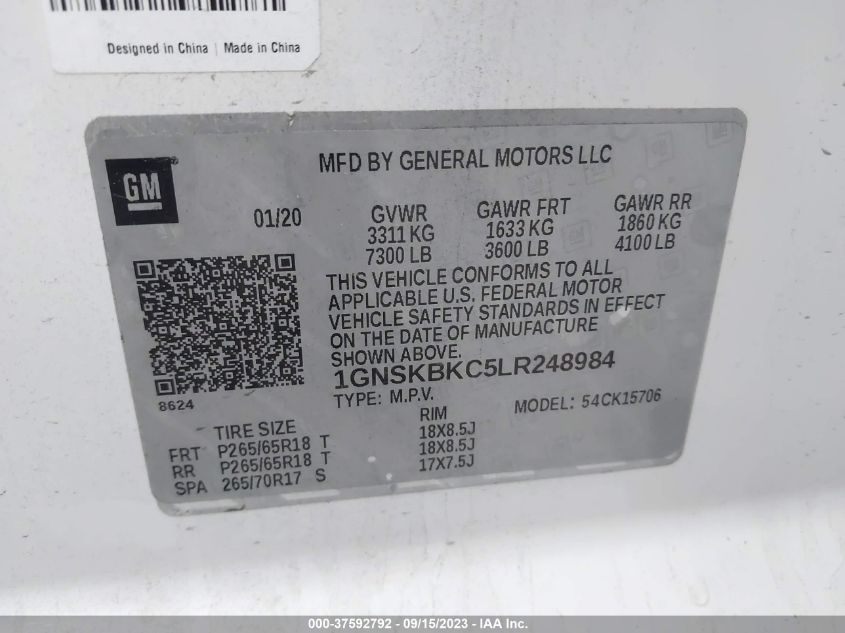 Designed in China | Made in China
GM
MFD BY GENERAL MOTORS LLC
01/20
GVWR GAWR FRT GAWR RR
3311 KG 1633 KG 1860 KG
7300 LB 3600 LB 4100 LB
THIS VEHICLE CONFORMS TO ALL
APPLICABLE U.S. FEDERAL MOTOR
VEHICLE SAFETY STANDARDS IN EFFECT
ON THE DATE OF MANUFACTURE
SHOWN ABOVE.
1GNSKBKC5LR248984
TYPE: M.P.V. MODEL: 54CK15706
8624
TIRE SIZE RIM
FRT P265/65R18 T 18X8.5J
RR P265/65R18 T 18X8.5J
SPA 265/70R17 S 17X7.5J
000-37592792 - 09/15/2023 - IAA Inc.